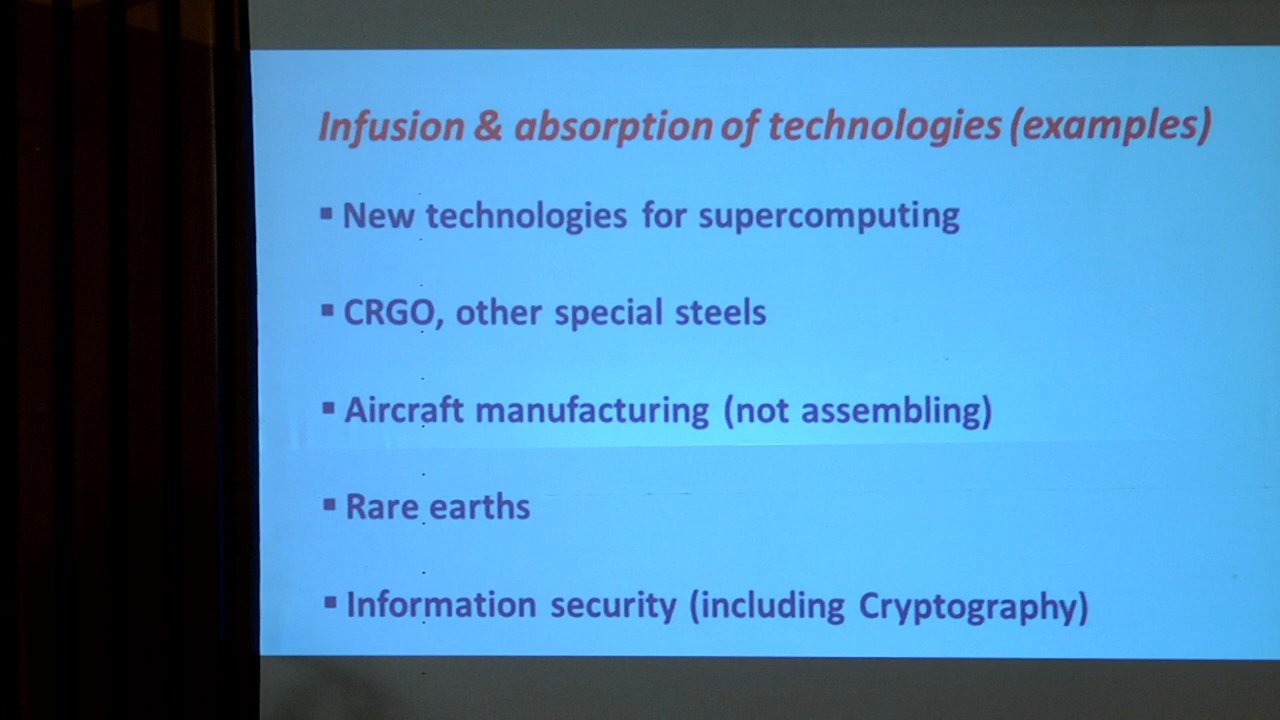 Infusion & absorption of technologies (examples)
▪ New technologies for supercomputing
▪ CRGO, other special steels
▪ Aircraft manufacturing (not assembling)
▪ Rare earths
▪ Information security (including Cryptography)